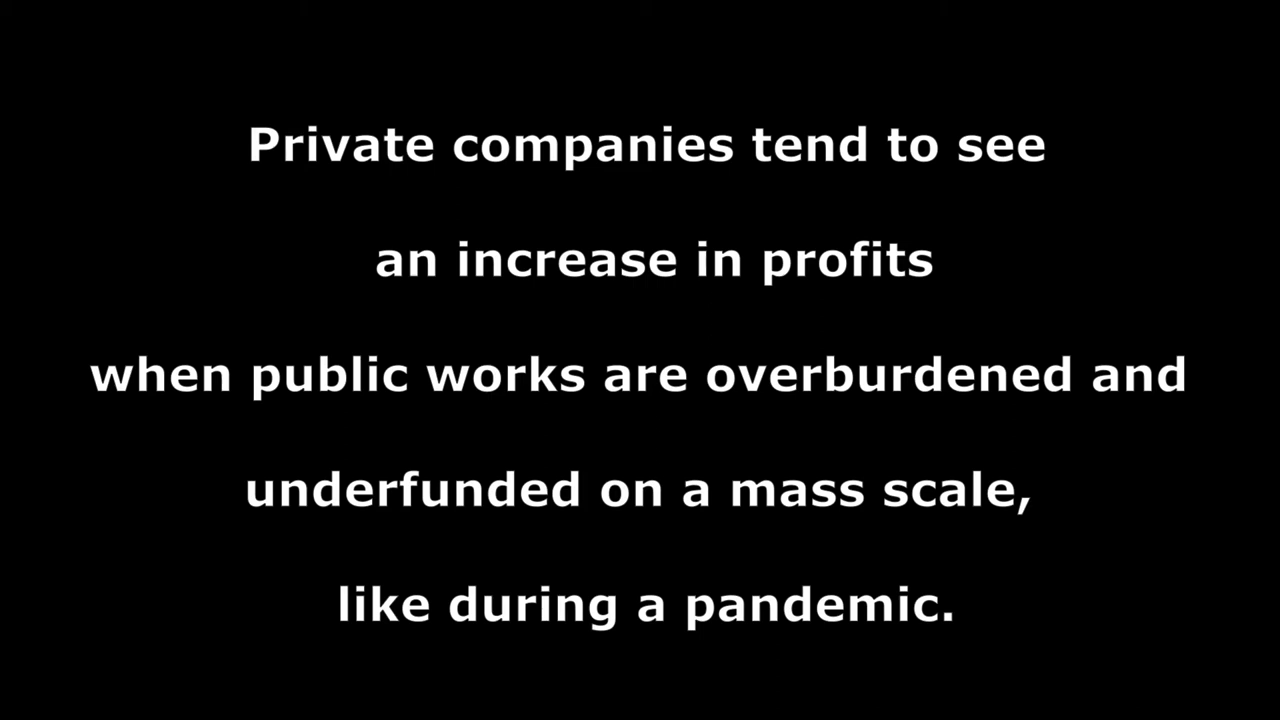 Private companies tend to see
an increase in profits
when public works are overburdened and
underfunded on a mass scale,
like during a pandemic.